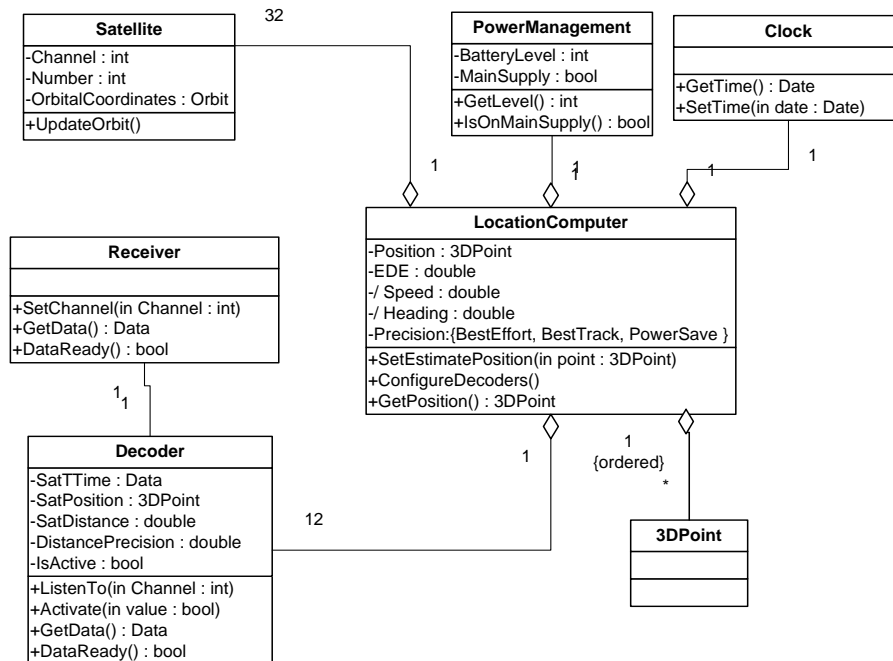 Satellite
-Channel : int
-Number : int
-OrbitalCoordinates : Orbit
+UpdateOrbit()
32
1
PowerManagement
-BatteryLevel : int
-MainSupply : bool
+GetLevel() : int
+IsOnMainSupply() : bool
1
1
Clock
+GetTime() : Date
+SetTime(in date : Date)
1
1
LocationComputer
-Position : 3DPoint
-EDE : double
-/ Speed : double
-/ Heading : double
-Precision:{BestEffort, BestTrack, PowerSave }
+SetEstimatePosition(in point : 3DPoint)
+ConfigureDecoders()
+GetPosition() : 3DPoint
Receiver
+SetChannel(in Channel : int)
+GetData() : Data
+DataReady() : bool
1
1
Decoder
-SatTTime : Data
-SatPosition : 3DPoint
-SatDistance : double
-DistancePrecision : double
-IsActive : bool
+ListenTo(in Channel : int)
+Activate(in value : bool)
+GetData() : Data
+DataReady() : bool
12
1
1
{ordered}
*
3DPoint